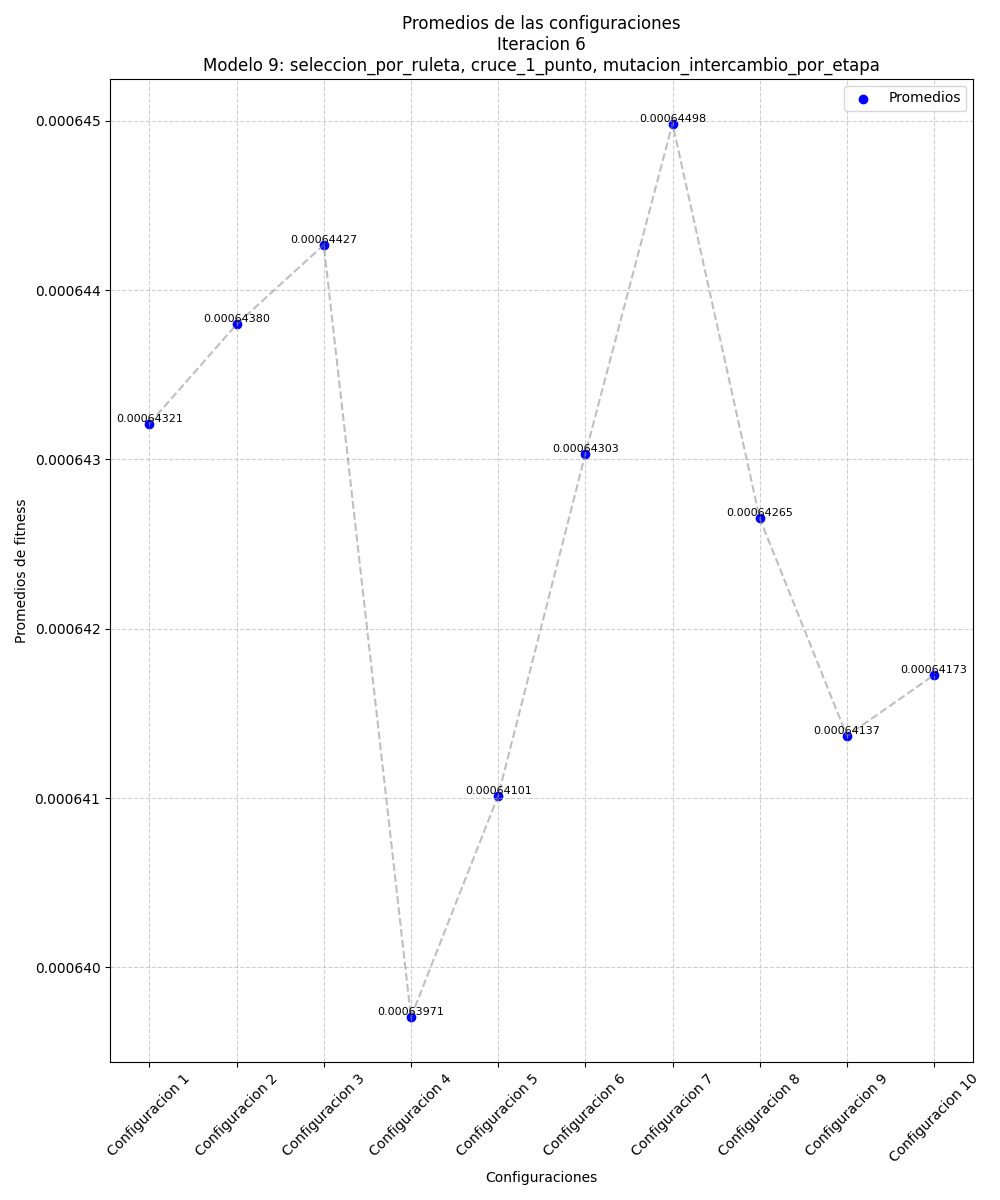 Promedios de las configuraciones
Iteracion 6
Modelo 9: seleccion_por_ruleta, cruce_1_punto, mutacion_intercambio_por_etapa
Promedios
0.000645
0.000644
0.000643
0.000642
0.000641
0.000640
Promedios de fitness
0.00064321
0.00064380
0.00064427
0.00063971
0.00064101
0.00064303
0.00064498
0.00064265
0.00064137
0.00064173
Configuracion 1
Configuracion 2
Configuracion 3
Configuracion 4
Configuracion 5
Configuracion 6
Configuracion 7
Configuracion 8
Configuracion 9
Configuracion 10
Configuraciones